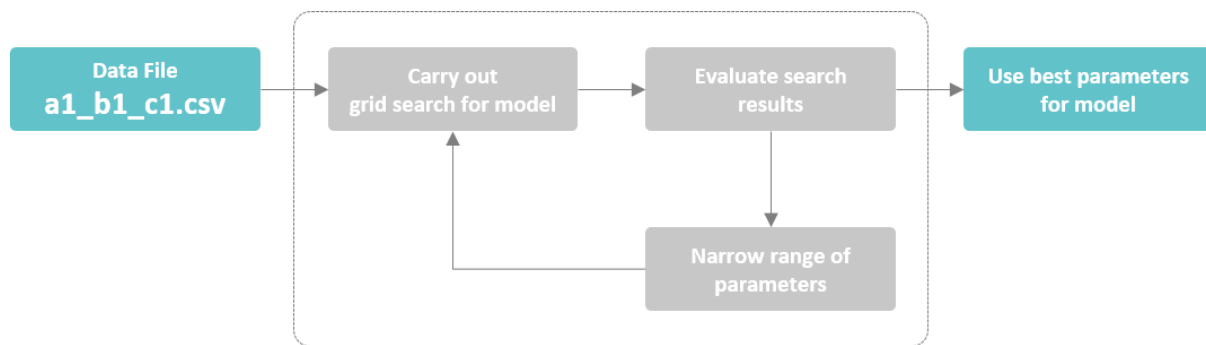 Data File
a1_b1_c1.csv
Carry out
grid search for model
Evaluate search
results
Use best parameters
for model
Narrow range of
parameters